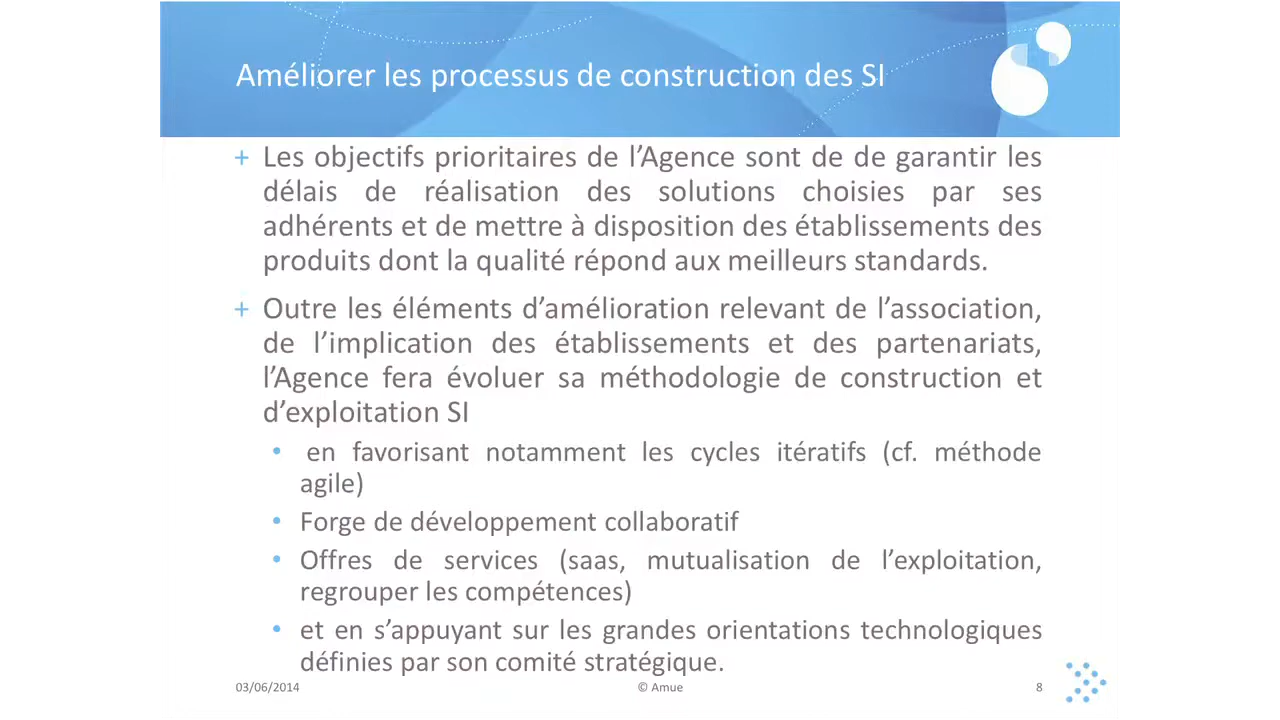 Améliorer les processus de construction des SI
+ Les objectifs prioritaires de l’Agence sont de de garantir les
délais de réalisation des solutions choisies par ses
adhérents et de mettre à disposition des établissements des
produits dont la qualité répond aux meilleurs standards.
+ Outre les éléments d’amélioration relevant de l’association,
de l’implication des établissements et des partenariats,
l’Agence fera évoluer sa méthodologie de construction et
d’exploitation SI
• en favorisant notamment les cycles itératifs (cf. méthode
agile)
• Forge de développement collaboratif
• Offres de services (saas, mutualisation de l’exploitation,
regrouper les compétences)
• et en s’appuyant sur les grandes orientations technologiques
définies par son comité stratégique.
03/06/2014 © Amue 8